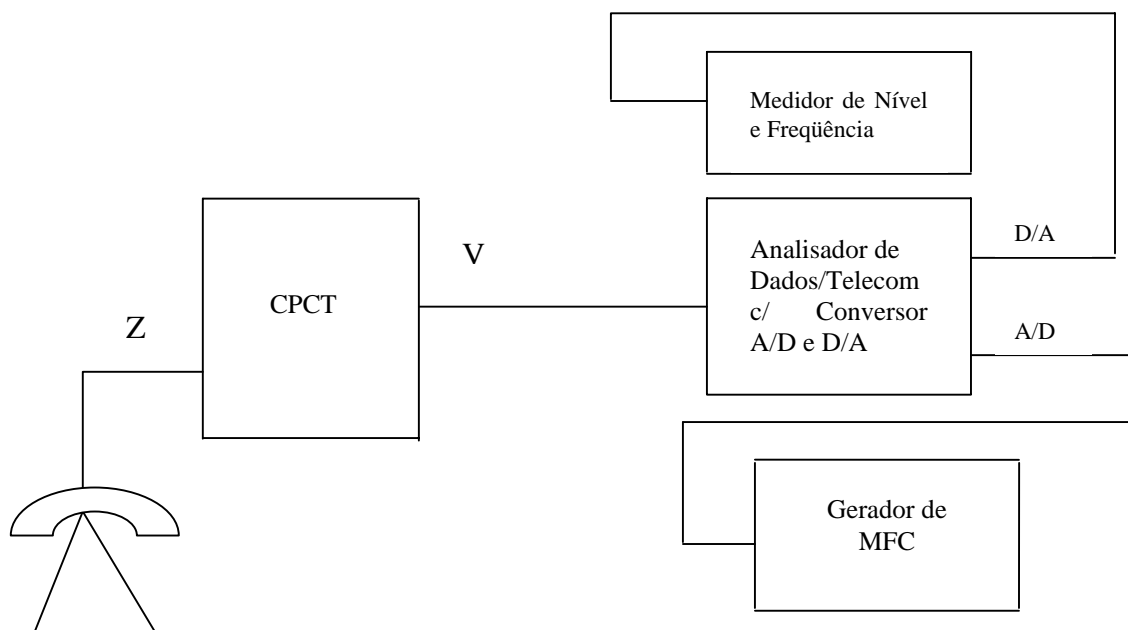 Medidor de Nível
e Freqüência
D/A
Analisador de
Dados/Telecom
c/ Conversor
A/D e D/A
V
CPCT
Z
A/D
Gerador de
MFC